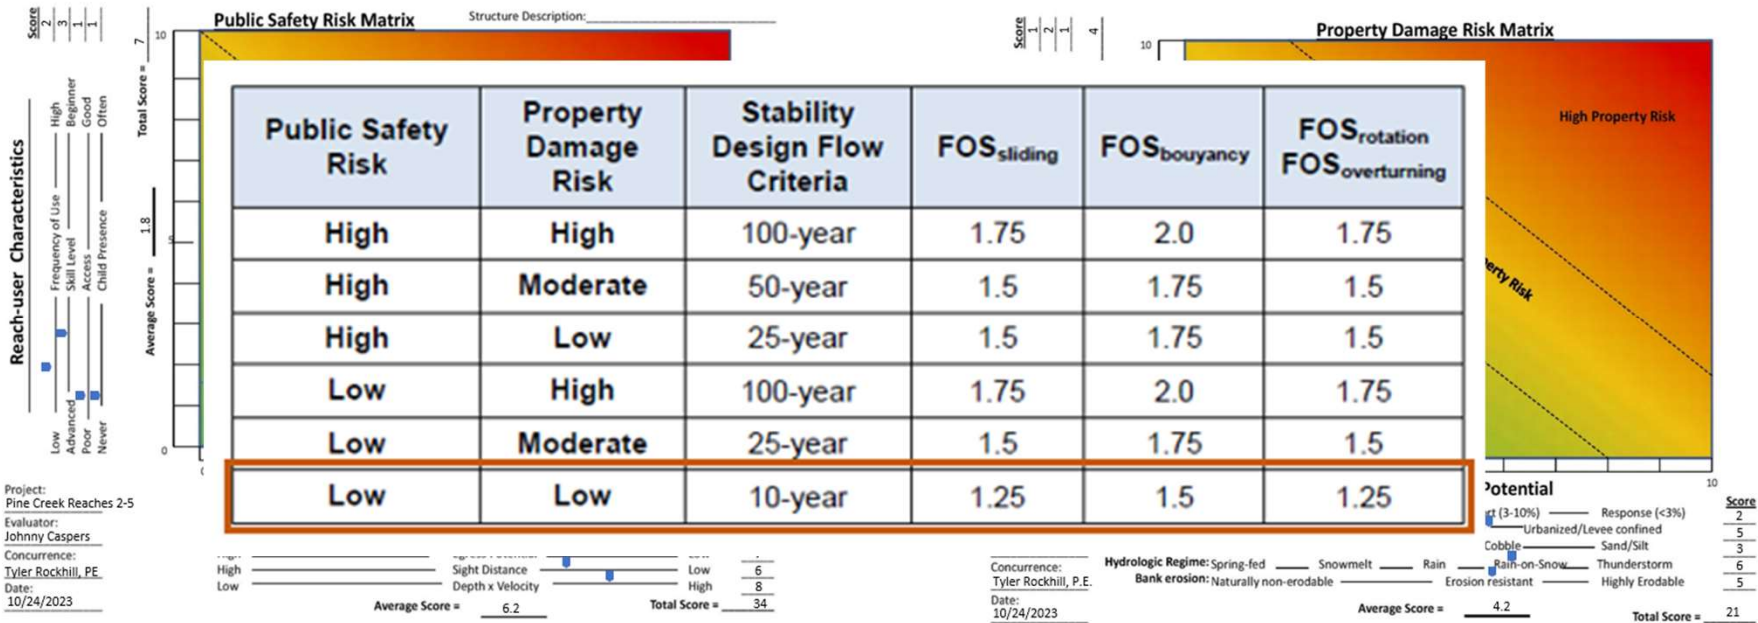 Public Safety Risk Matrix
Structure Description:
Score
2
3
1
1
Total Score = 7
Average Score = 1.8
Reach-user Characteristics
Low Frequency of Use High
Advanced Skill Level Beginner
Poor Access Good
Never Child Presence Often
10
5
0
Project:
Pine Creek Reaches 2-5
Evaluator:
Johnny Caspers
Concurrence:
Tyler Rockhill, PE
Date:
10/24/2023
High Sight Distance Low 6
Low Depth x Velocity High 8
Average Score = 6.2 Total Score = 34
Public Safety Risk Property Damage Risk Stability Design Flow Criteria FOSsliding FOSbouyancy FOSrotation FOSoverturning
High High 100-year 1.75 2.0 1.75
High Moderate 50-year 1.5 1.75 1.5
High Low 25-year 1.5 1.75 1.5
Low High 100-year 1.75 2.0 1.75
Low Moderate 25-year 1.5 1.75 1.5
Low Low 10-year 1.25 1.5 1.25
Score
1
2
1
4
Property Damage Risk Matrix
10
High Property Risk
erty Risk
10
Potential
Score
rt (3-10%) Response (<3%) 2
Urbanized/Levee confined 5
Cobble Sand/Silt 3
Hydrologic Regime: Spring-fed Snowmelt Rain Rain-on-Snow Thunderstorm 6
Bank erosion: Naturally non-erodable Erosion resistant Highly Erodable 5
Average Score = 4.2 Total Score = 21
Concurrence:
Tyler Rockhill, P.E.
Date:
10/24/2023